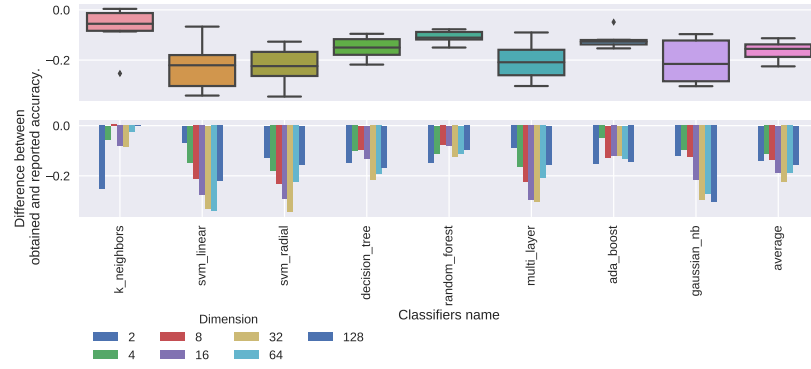 0.0
−0.2
0.0
−0.2
Difference between
obtained and reported accuracy.
k_neighbors
svm_linear
svm_radial
decision_tree
random_forest
multi_layer
ada_boost
gaussian_nb
average
Classifiers name
Dimension
2 8 32 128
4 16 64